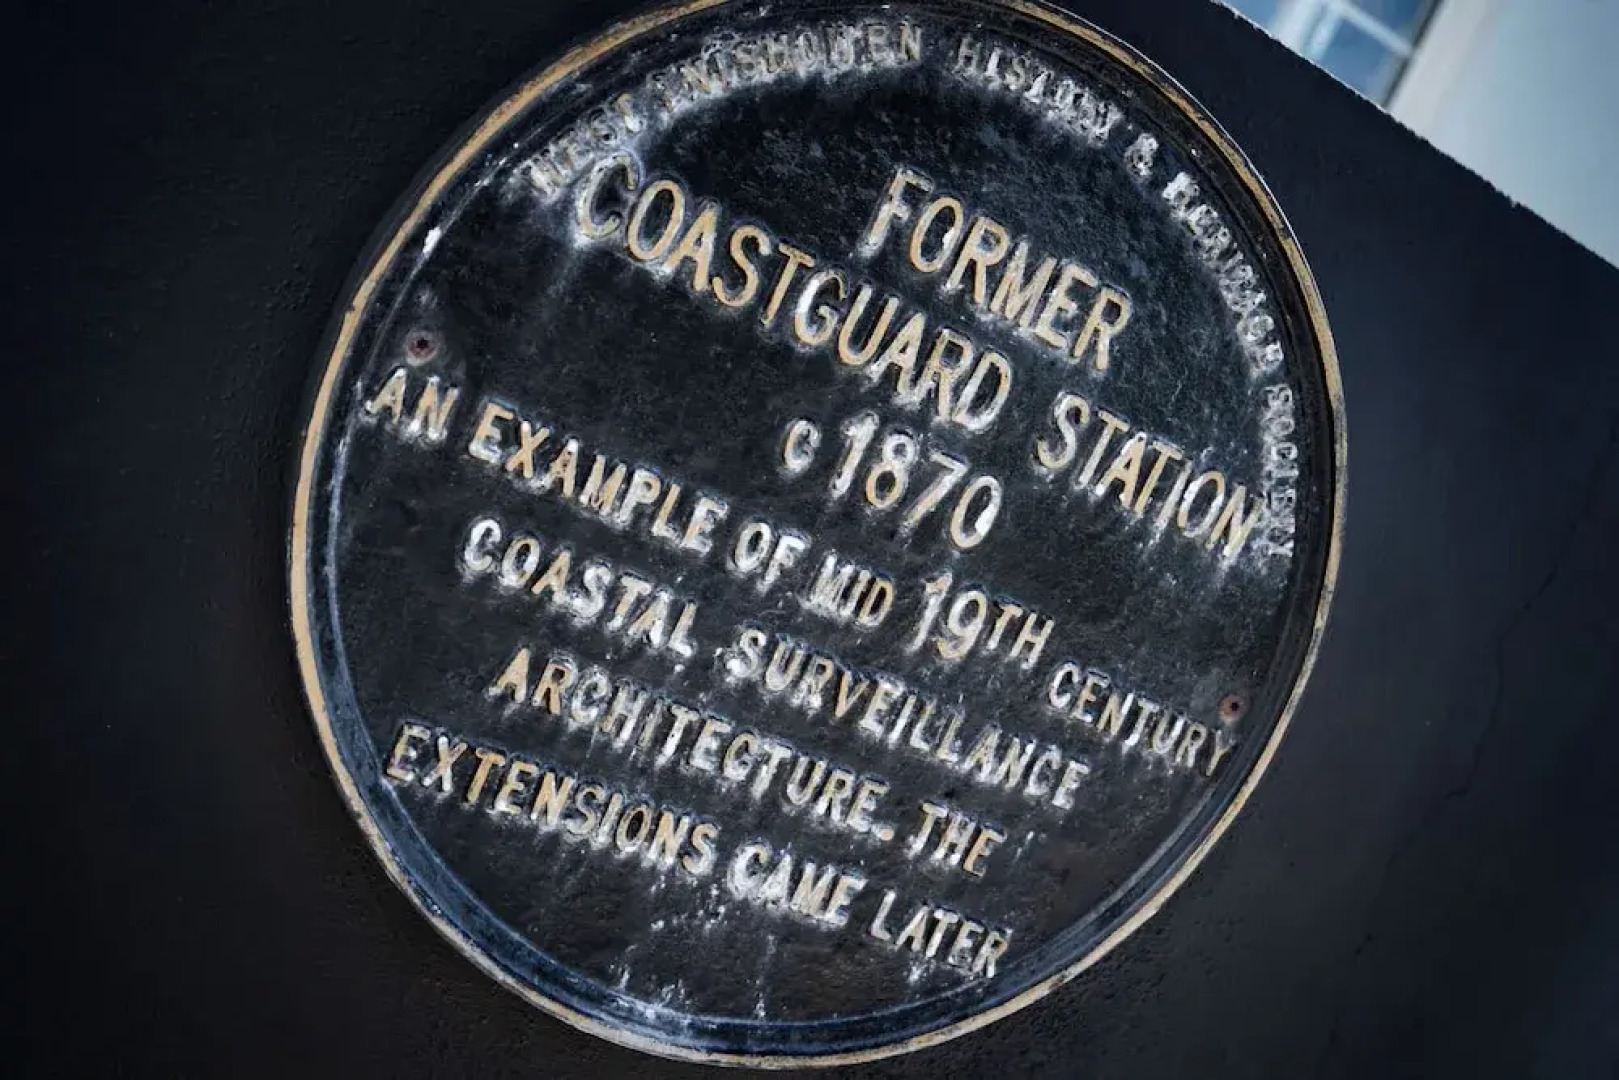 WEST INISHOWEN HISTORY & HERITAGE SOCIETY
FORMER
COASTGUARD STATION
c 1870
AN EXAMPLE OF MID 19TH CENTURY
COASTAL SURVEILLANCE
ARCHITECTURE. THE
EXTENSIONS CAME LATER